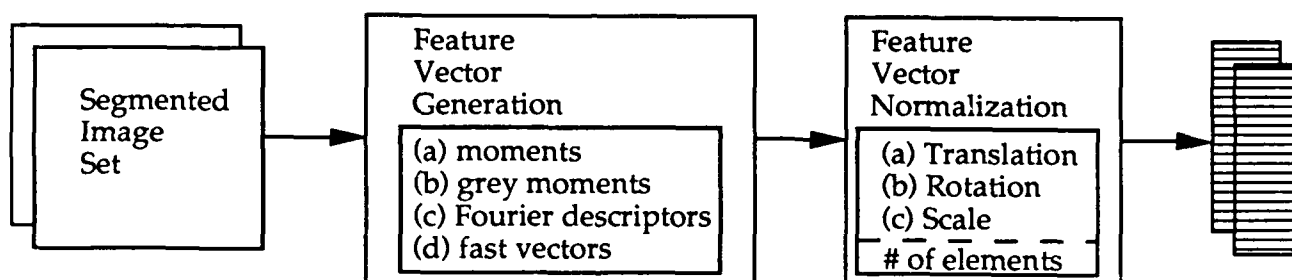 Segmented
Image
Set
Feature
Vector
Generation
(a) moments
(b) grey moments
(c) Fourier descriptors
(d) fast vectors
Feature
Vector
Normalization
(a) Translation
(b) Rotation
(c) Scale
# of elements